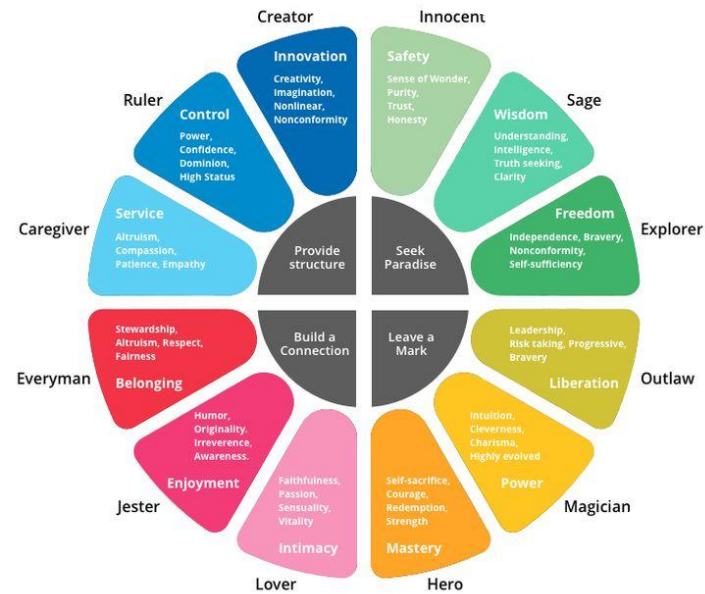 Creator
Innocent
Ruler
Sage
Caregiver
Explorer
Everyman
Outlaw
Jester
Magician
Lover
Hero
Innovation
Creativity,
Imagination,
Nonlinear,
Nonconformity
Safety
Sense of Wonder,
Purity,
Trust,
Honesty
Control
Power,
Confidence,
Dominion,
High Status
Wisdom
Understanding,
Intelligence,
Truth seeking,
Clarity
Service
Altruism,
Compassion,
Patience, Empathy
Freedom
Independence, Bravery,
Nonconformity,
Self-sufficiency
Provide
structure
Seek
Paradise
Build a
Connection
Leave a
Mark
Stewardship,
Altruism, Respect,
Fairness
Belonging
Leadership,
Risk taking, Progressive,
Bravery
Liberation
Humor,
Originality.
Irreverence,
Awareness.
Enjoyment
Intuition,
Cleverness,
Charisma,
Highly evolved
Power
Faithfulness,
Passion,
Sensuality,
Vitality
Intimacy
Self-sacrifice,
Courage,
Redemption,
Strength
Mastery